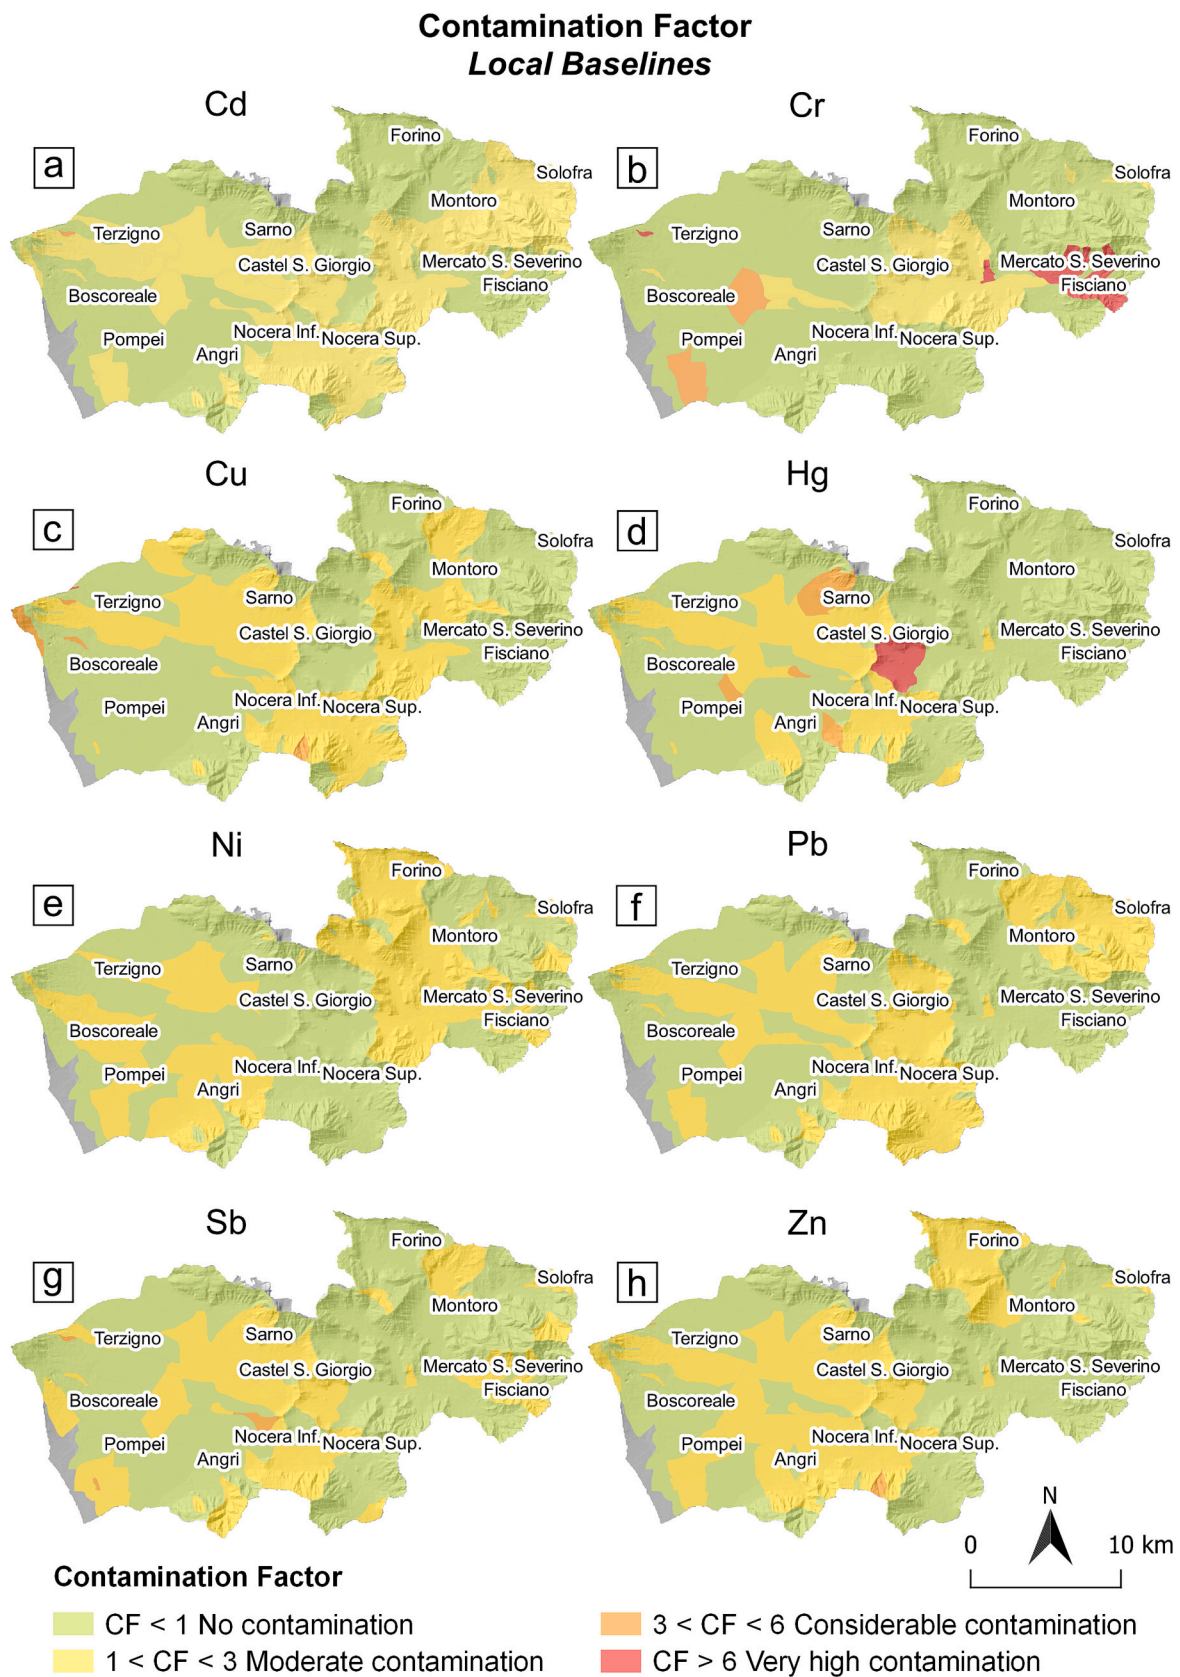 Contamination Factor
Local Baselines
Cd
a
Forino
Solofra
Montoro
Terzigno
Sarno
Castel S. Giorgio
Mercato S. Severino
Fisciano
Boscoreale
Pompei
Nocera Inf.
Nocera Sup.
Angri
Cr
b
Forino
Solofra
Montoro
Terzigno
Sarno
Castel S. Giorgio
Mercato S. Severino
Fisciano
Boscoreale
Pompei
Nocera Inf.
Nocera Sup.
Angri
Cu
c
Forino
Solofra
Montoro
Terzigno
Sarno
Castel S. Giorgio
Mercato S. Severino
Fisciano
Boscoreale
Pompei
Nocera Inf.
Nocera Sup.
Angri
Hg
d
Forino
Solofra
Montoro
Terzigno
Sarno
Castel S. Giorgio
Mercato S. Severino
Fisciano
Boscoreale
Pompei
Nocera Inf.
Nocera Sup.
Angri
Ni
e
Forino
Solofra
Montoro
Terzigno
Sarno
Castel S. Giorgio
Mercato S. Severino
Fisciano
Boscoreale
Pompei
Nocera Inf.
Nocera Sup.
Angri
Pb
f
Forino
Solofra
Montoro
Terzigno
Sarno
Castel S. Giorgio
Mercato S. Severino
Fisciano
Boscoreale
Pompei
Nocera Inf.
Nocera Sup.
Angri
Sb
g
Forino
Solofra
Montoro
Terzigno
Sarno
Castel S. Giorgio
Mercato S. Severino
Fisciano
Boscoreale
Pompei
Nocera Inf.
Nocera Sup.
Angri
Zn
h
Forino
Solofra
Montoro
Terzigno
Sarno
Castel S. Giorgio
Mercato S. Severino
Fisciano
Boscoreale
Pompei
Nocera Inf.
Nocera Sup.
Angri
N
0 10 km
Contamination Factor
CF < 1 No contamination
1 < CF < 3 Moderate contamination
3 < CF < 6 Considerable contamination
CF > 6 Very high contamination